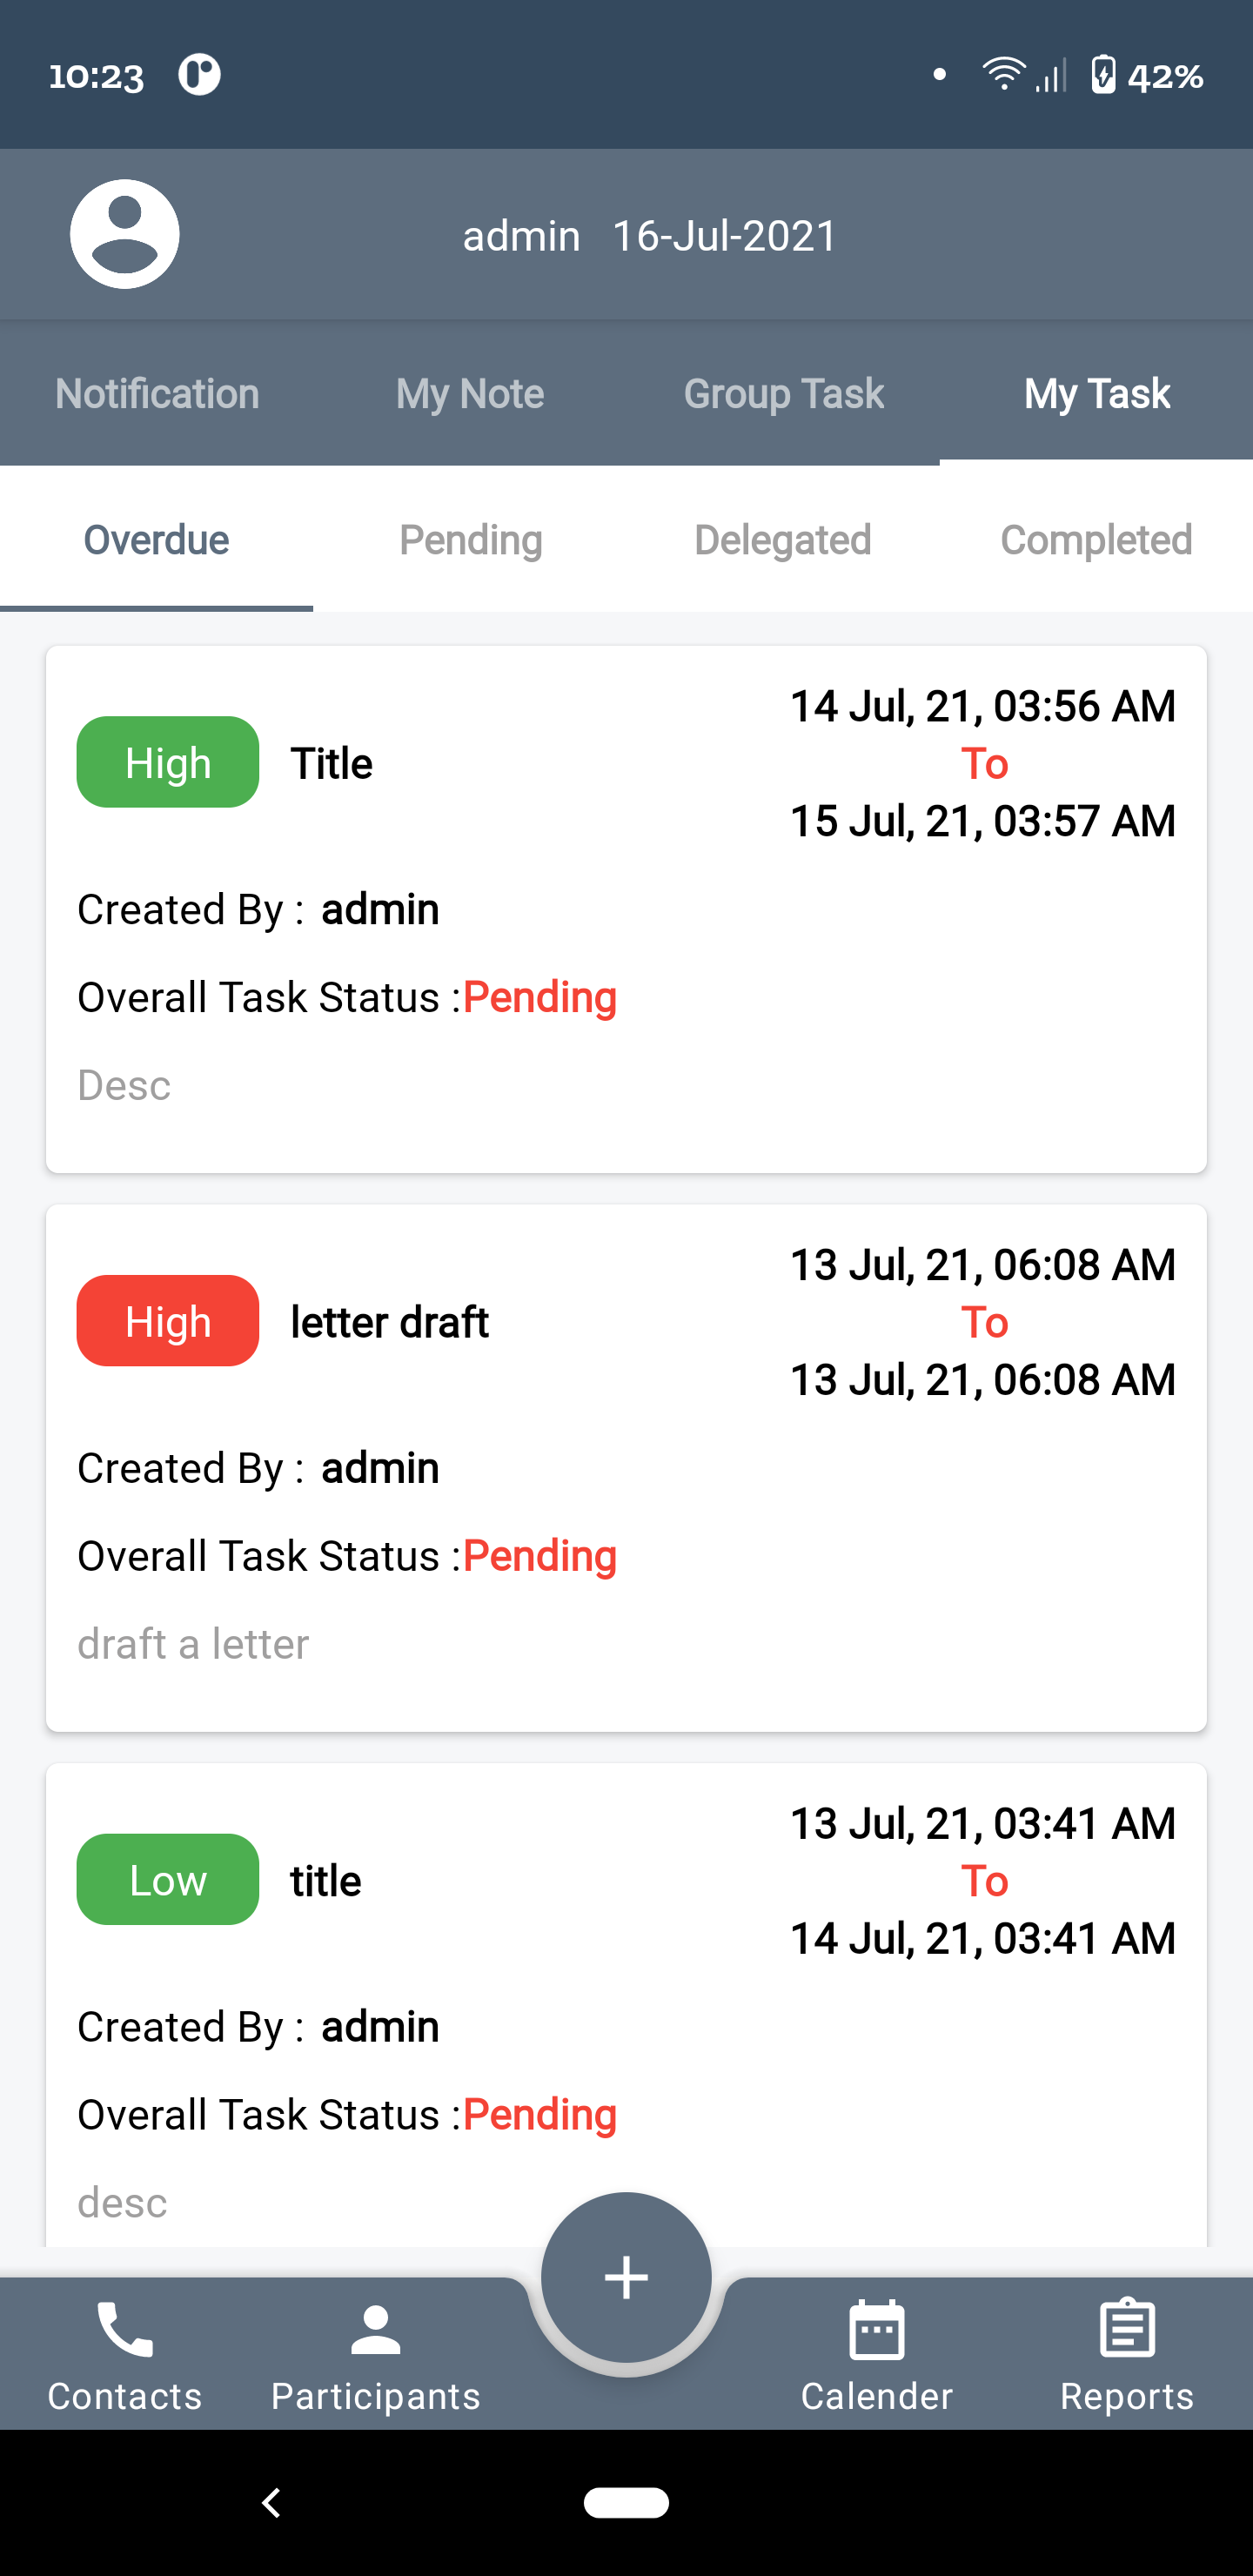 10:23 42%
admin 16-Jul-2021
Notification My Note Group Task My Task
Overdue Pending Delegated Completed
14 Jul, 21, 03:56 AM
High Title To
15 Jul, 21, 03:57 AM
Created By : admin
Overall Task Status :Pending
Desc
13 Jul, 21, 06:08 AM
High letter draft To
13 Jul, 21, 06:08 AM
Created By : admin
Overall Task Status :Pending
draft a letter
13 Jul, 21, 03:41 AM
Low title To
14 Jul, 21, 03:41 AM
Created By : admin
Overall Task Status :Pending
desc
Contacts Participants Calender Reports